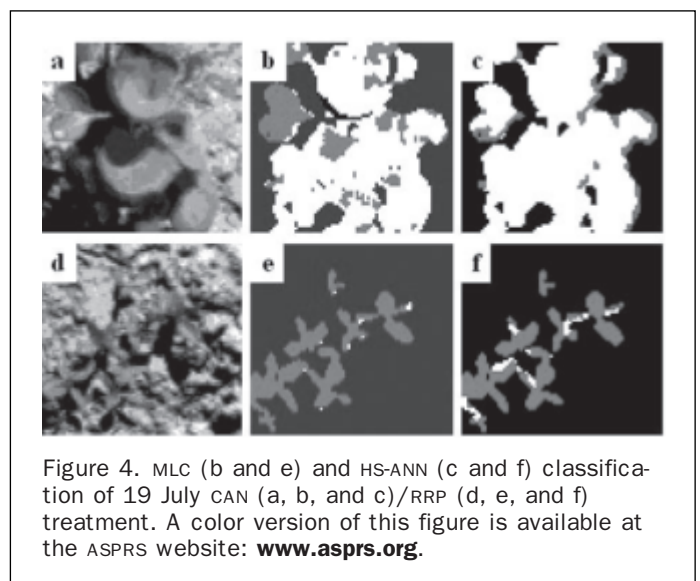 a
b
c
d
e
f
Figure 4. MLC (b and e) and HS-ANN (c and f) classifica-
tion of 19 July CAN (a, b, and c)/RRP (d, e, and f)
treatment. A color version of this figure is available at
the ASPRS website: www.asprs.org.